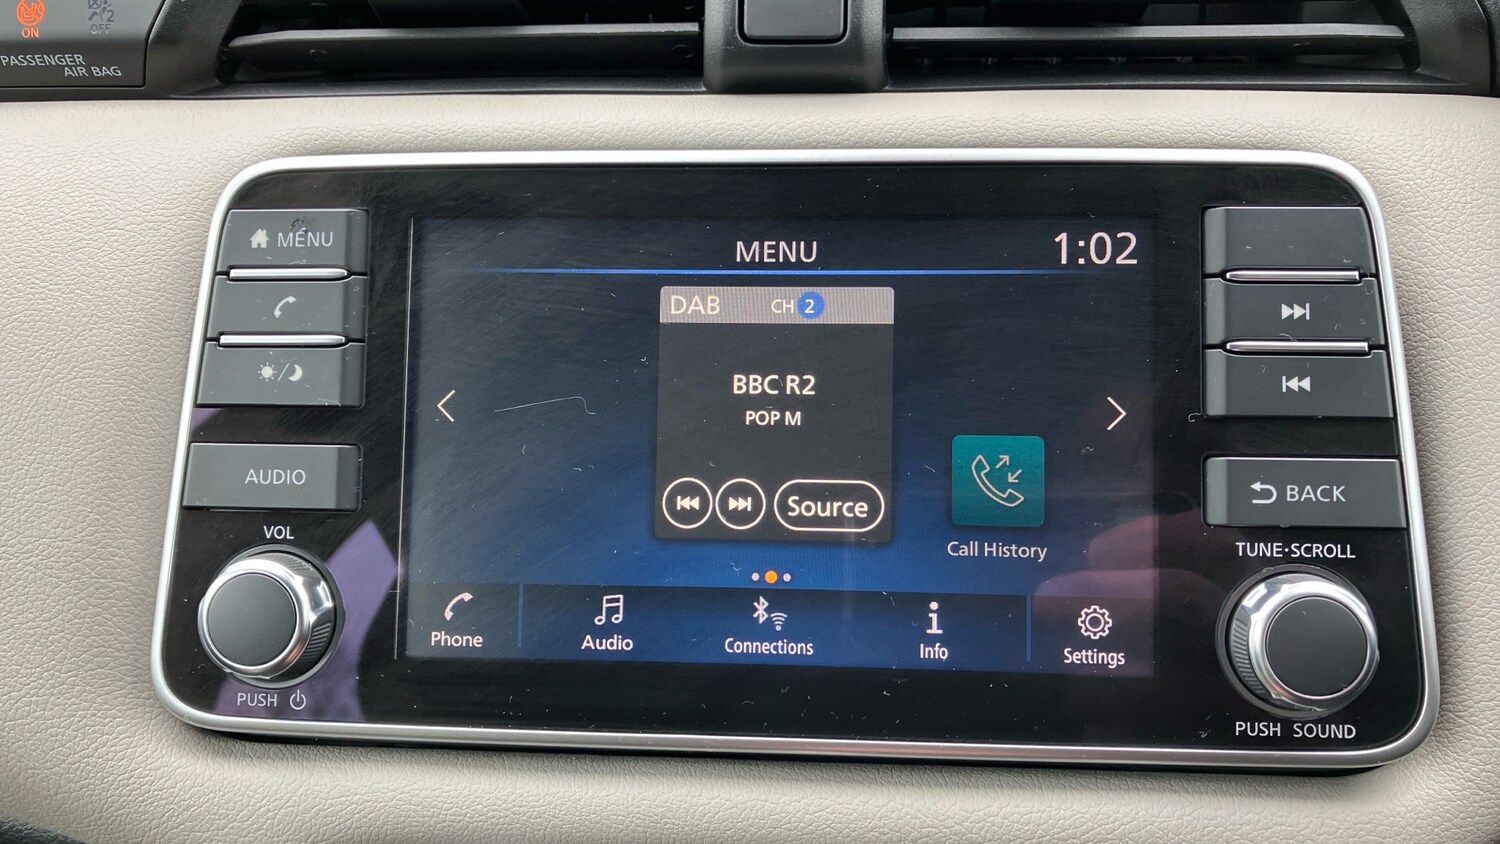 ON
2
OFF
PASSENGER
AIR BAG
MENU
MENU
1:02
DAB CH 2
BBC R2
POP M
Source
Call History
AUDIO
VOL
PUSH
BACK
TUNE·SCROLL
PUSH SOUND
Phone
Audio
Connections
Info
Settings